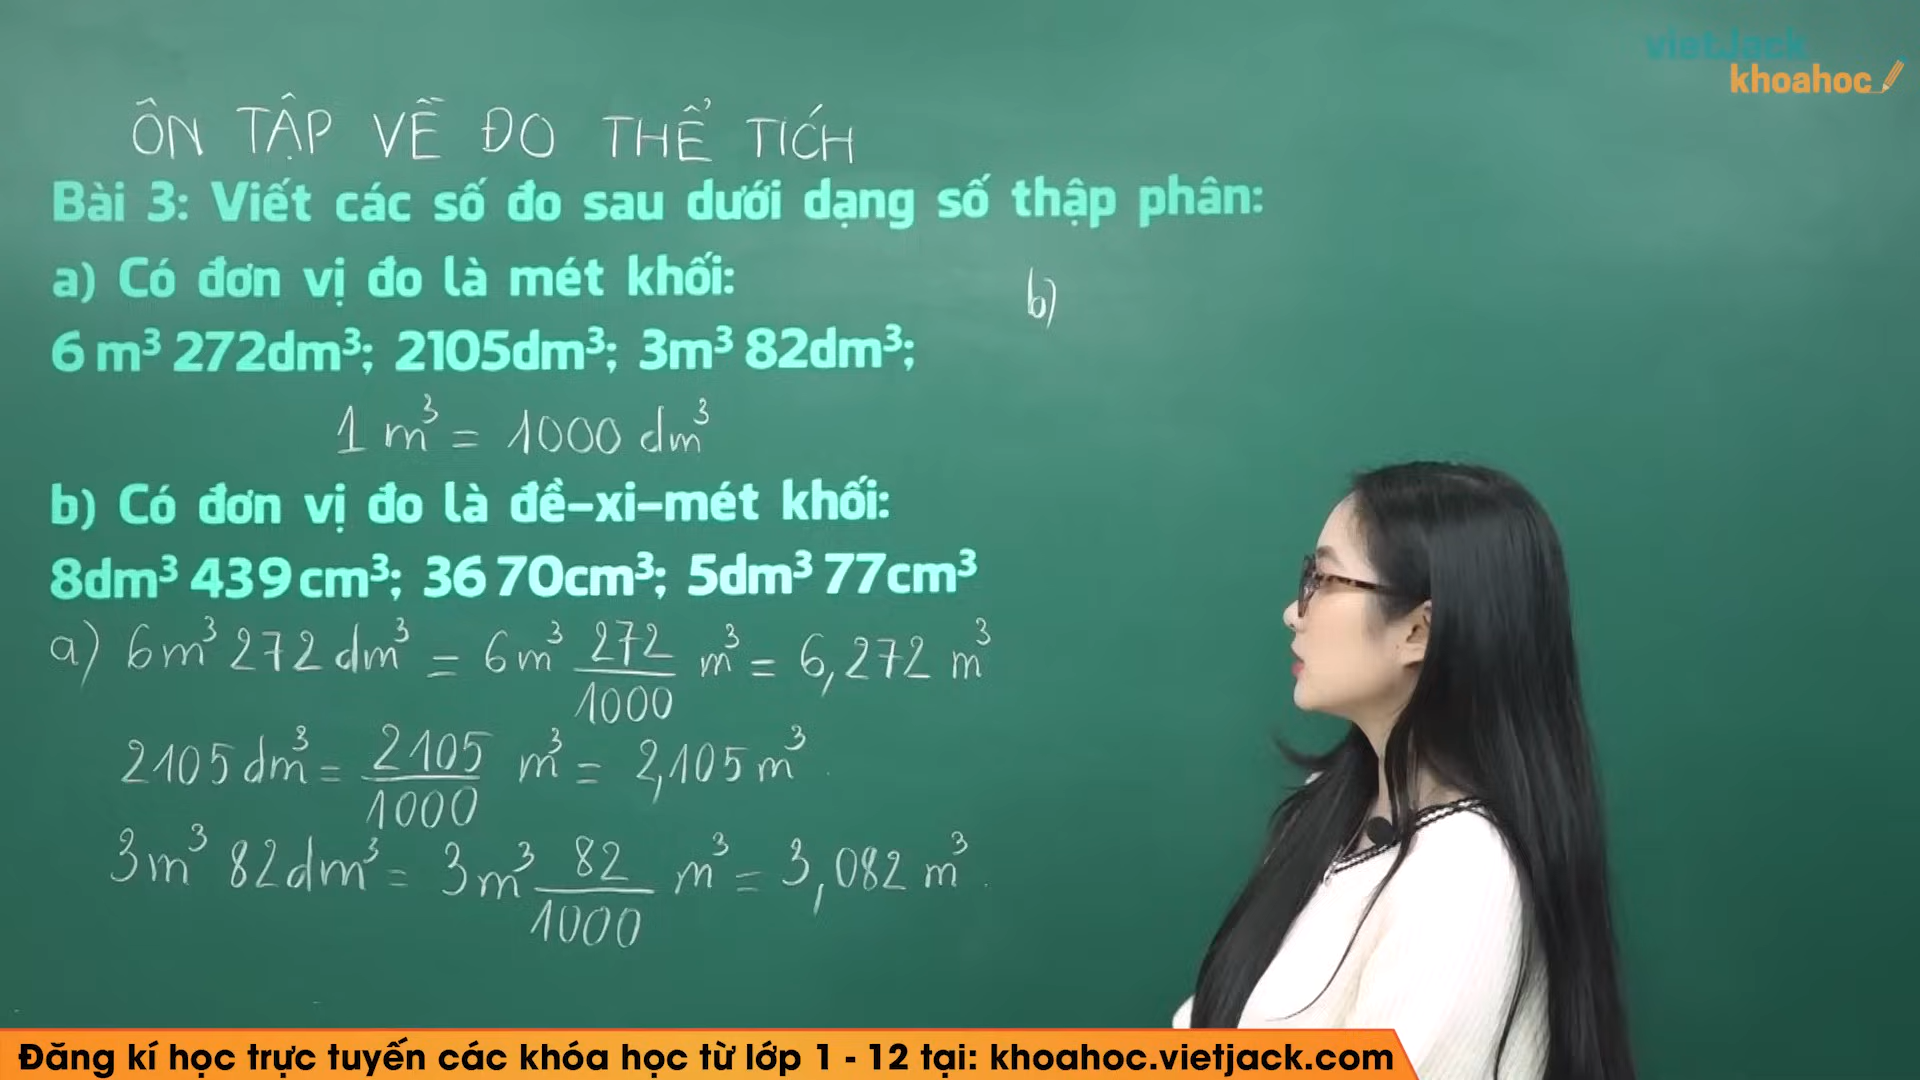 vietJack
khoahoc
ÔN TẬP VỀ ĐO THỂ TÍCH
Bài 3: Viết các số đo sau dưới dạng số thập phân:
a) Có đơn vị đo là mét khối:
6 m³ 272dm³; 2105dm³; 3m³ 82dm³;
1 m³ = 1000 dm³
b) Có đơn vị đo là đề-xi-mét khối:
8dm³ 439 cm³; 36 70cm³; 5dm³ 77cm³
a) 6m³ 272 dm³ = 6m³ 272/1000 m³ = 6,272 m³
2105 dm³ = 2105/1000 m³ = 2,105 m³.
3m³ 82dm³ = 3m³ 82/1000 m³ = 3,082 m³.
b)
Đăng kí học trực tuyến các khóa học từ lớp 1 - 12 tại: khoahoc.vietjack.com